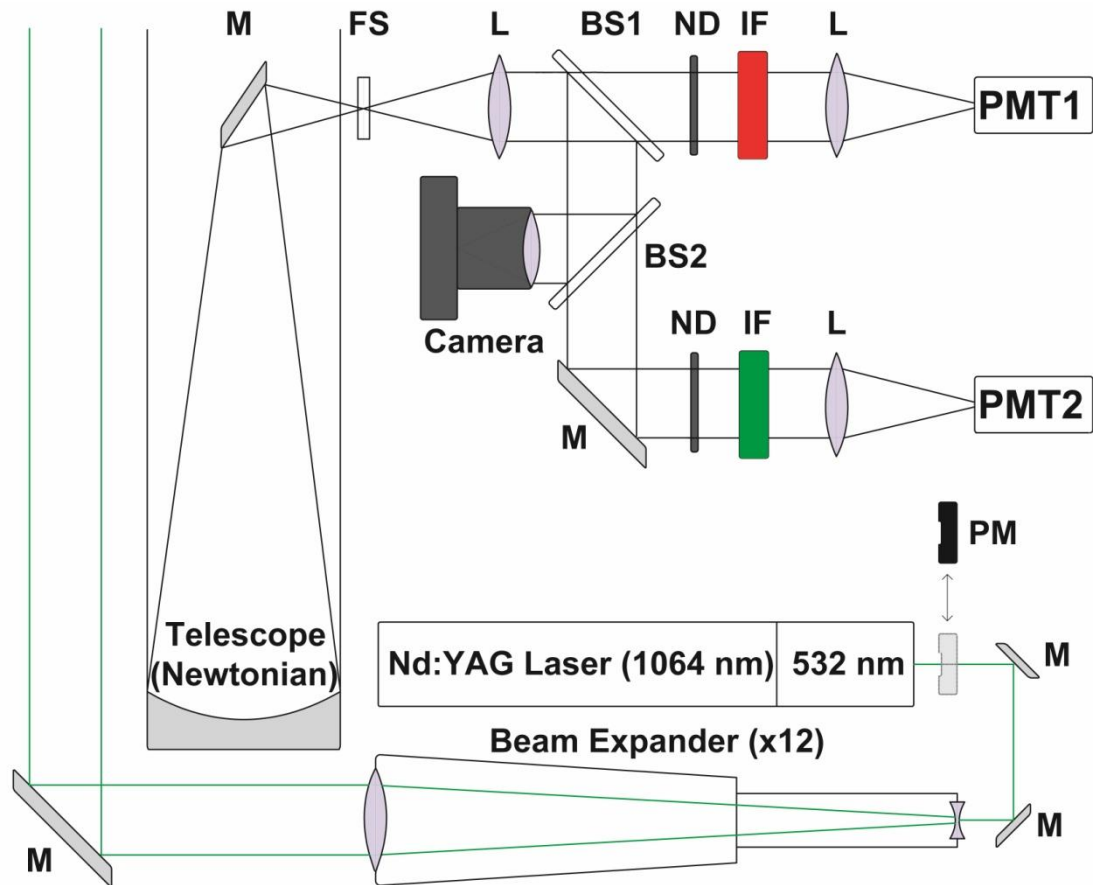 M
FS
L
BS1
ND
IF
L
PMT1
BS2
Camera
ND
IF
L
PMT2
M
PM
Telescope
(Newtonian)
Nd:YAG Laser (1064 nm)
532 nm
M
Beam Expander (x12)
M
M